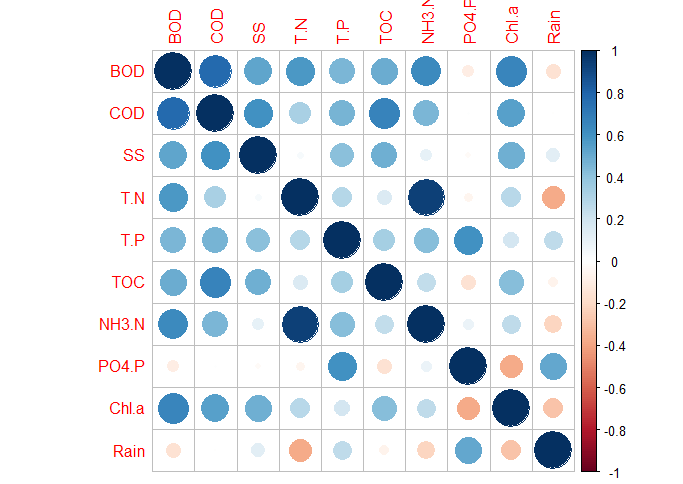 BOD COD SS T.N T.P TOC NH3.N PO4.P Chl.a Rain
BOD
COD
SS
T.N
T.P
TOC
NH3.N
PO4.P
Chl.a
Rain
1
0.8
0.6
0.4
0.2
0
-0.2
-0.4
-0.6
-0.8
-1